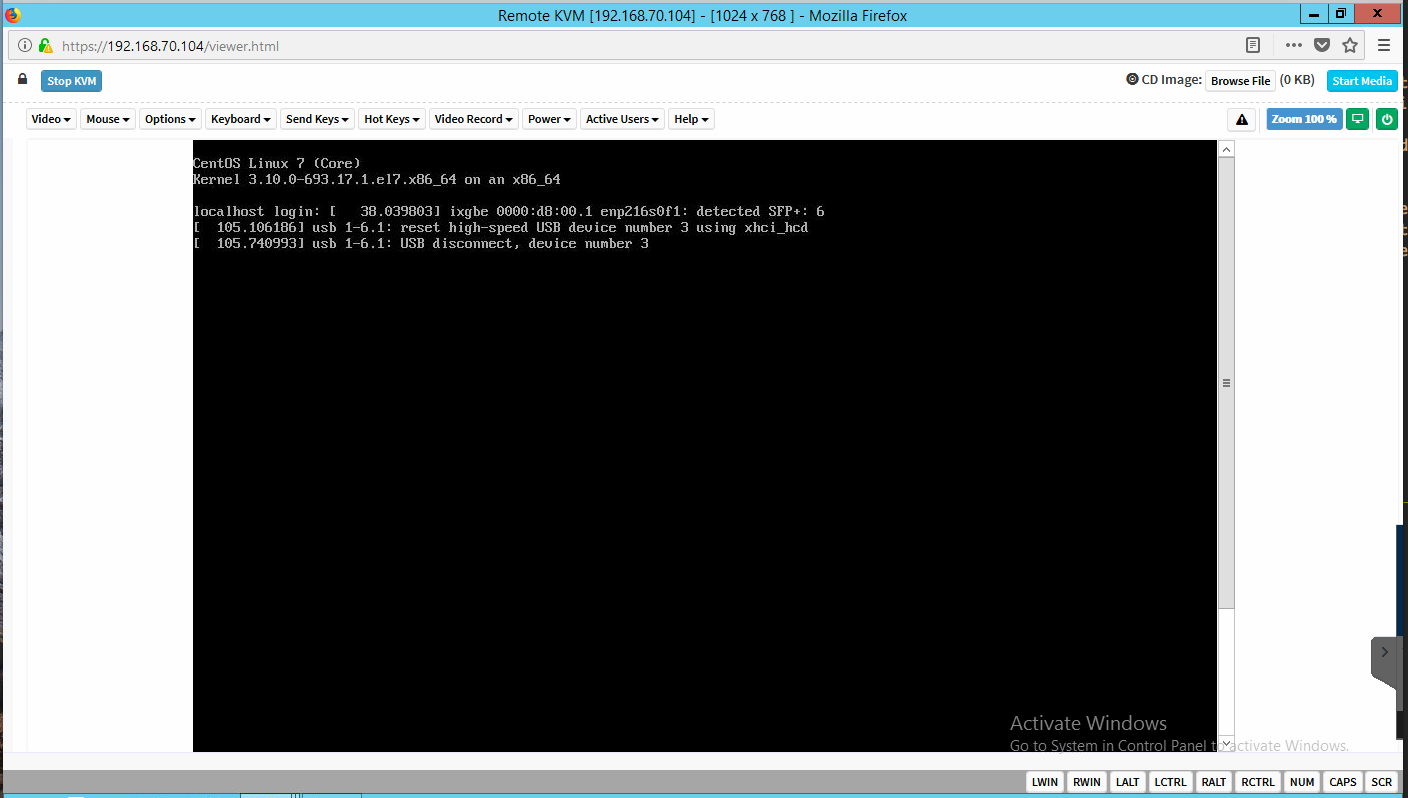 Remote KVM [192.168.70.104] - [1024 x 768 ] - Mozilla Firefox
https://192.168.70.104/viewer.html
Stop KVM
CD Image: Browse File (0 KB) Start Media
Video Mouse Options Keyboard Send Keys Hot Keys Video Record Power Active Users Help Zoom 100 %
CentOS Linux 7 (Core)
Kernel 3.10.0-693.17.1.el7.x86_64 on an x86_64
localhost login: [   38.039803] ixgbe 0000:d8:00.1 enp216s0f1: detected SFP+: 6
[  105.106186] usb 1-6.1: reset high-speed USB device number 3 using xhci_hcd
[  105.740993] usb 1-6.1: USB disconnect, device number 3
Activate Windows
Go to System in Control Panel to activate Windows.
LWIN RWIN LALT LCTRL RALT RCTRL NUM CAPS SCR